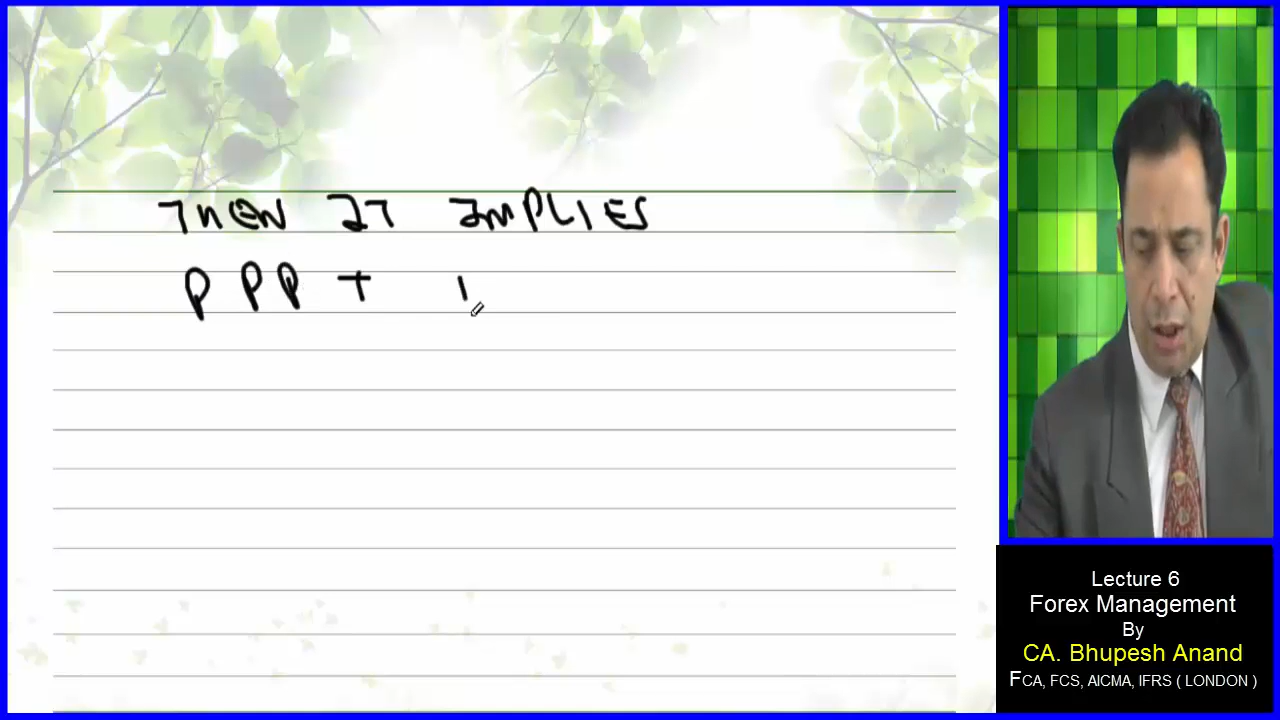 THEN IT IMPLIES
PPP + I
Lecture 6
Forex Management
By
CA. Bhupesh Anand
FCA, FCS, AICMA, IFRS ( LONDON )